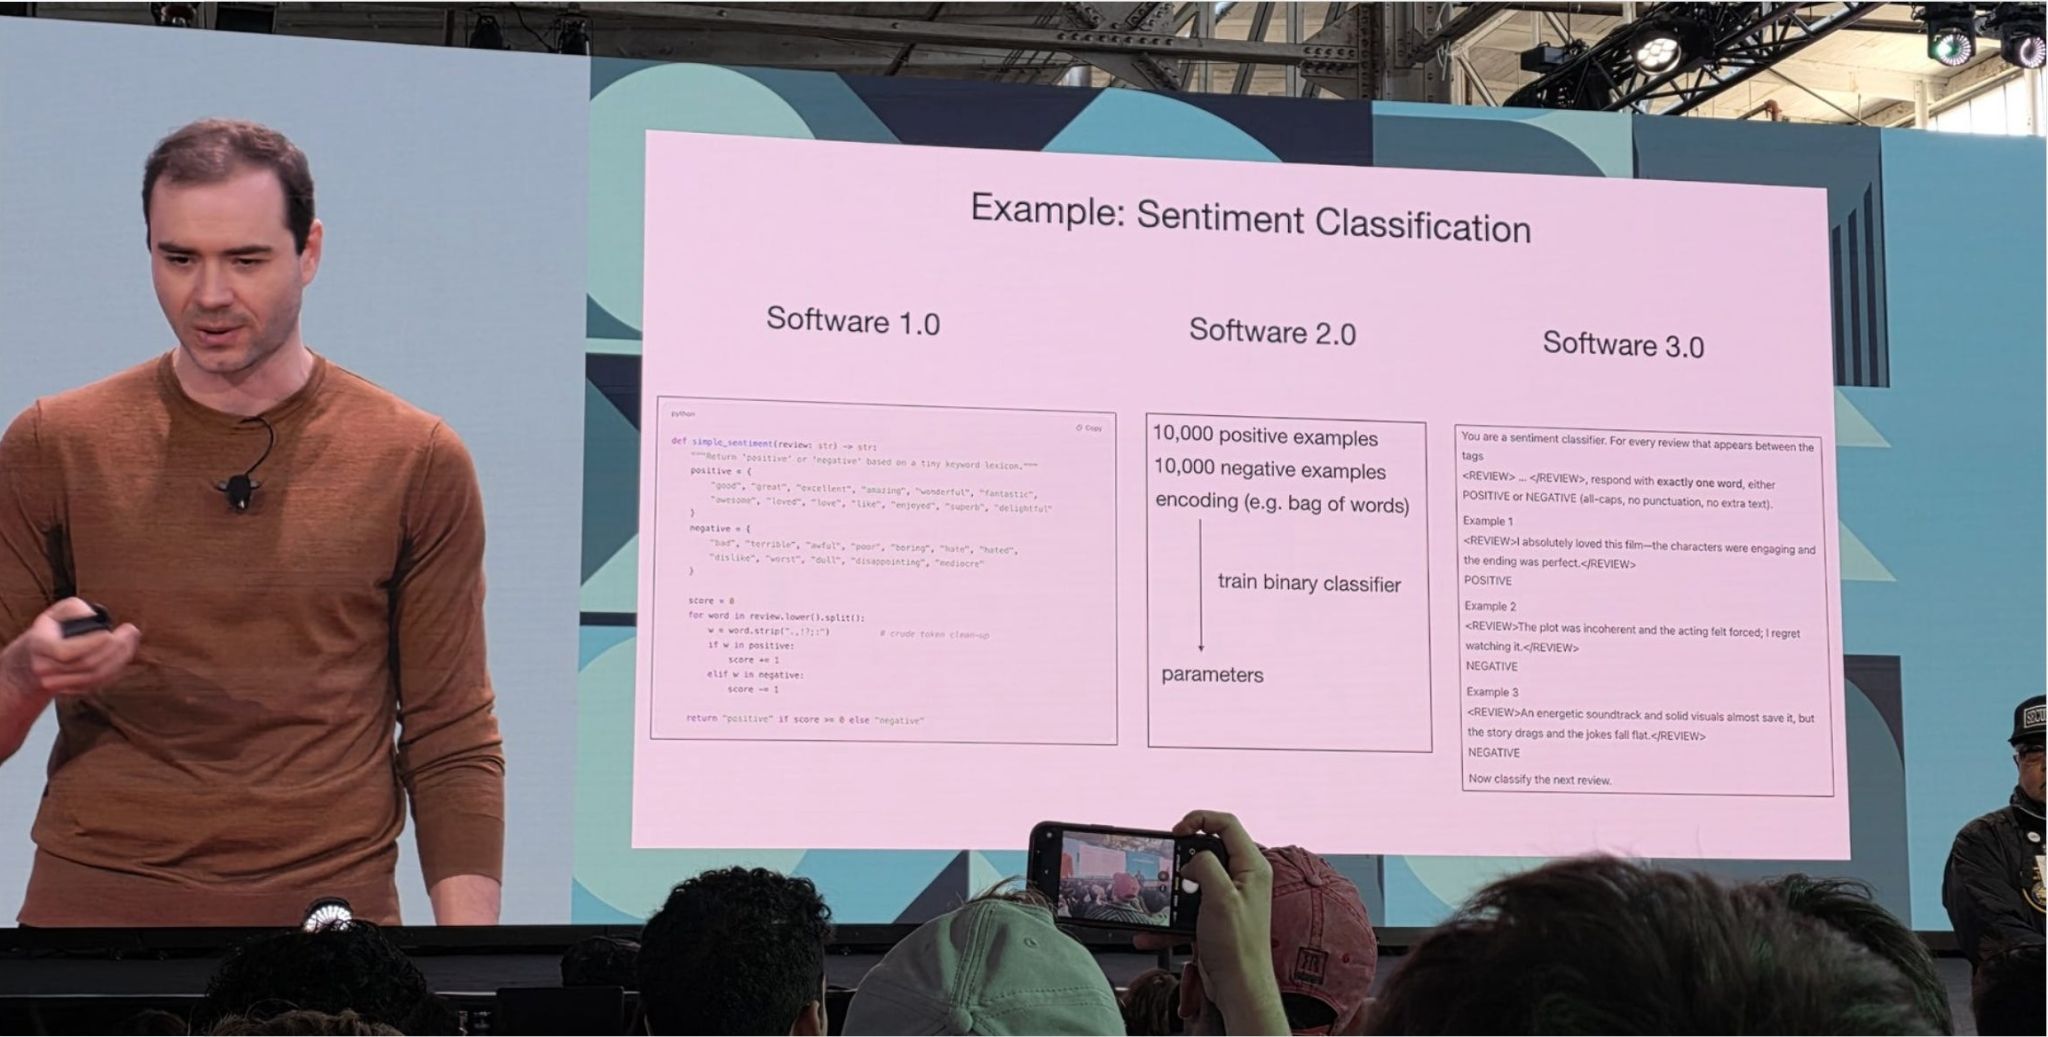 Example: Sentiment Classification
Software 1.0
python
Copy
def simple_sentiment(review: str) -> str:
"""Return 'positive' or 'negative' based on a tiny keyword lexicon."""
positive = {
"good", "great", "excellent", "amazing", "wonderful", "fantastic",
"awesome", "loved", "love", "like", "enjoyed", "superb", "delightful"
}
negative = {
"bad", "terrible", "awful", "poor", "boring", "hate", "hated",
"dislike", "worst", "dull", "disappointing", "mediocre"
}
score = 0
for word in review.lower().split():
w = word.strip(".,!?;:") # crude token clean-up
if w in positive:
score += 1
elif w in negative:
score -= 1
return "positive" if score >= 0 else "negative"
Software 2.0
10,000 positive examples
10,000 negative examples
encoding (e.g. bag of words)
train binary classifier
parameters
Software 3.0
You are a sentiment classifier. For every review that appears between the
tags
<REVIEW> ... </REVIEW>, respond with exactly one word, either
POSITIVE or NEGATIVE (all-caps, no punctuation, no extra text).
Example 1
<REVIEW>I absolutely loved this film—the characters were engaging and
the ending was perfect.</REVIEW>
POSITIVE
Example 2
<REVIEW>The plot was incoherent and the acting felt forced; I regret
watching it.</REVIEW>
NEGATIVE
Example 3
<REVIEW>An energetic soundtrack and solid visuals almost save it, but
the story drags and the jokes fall flat.</REVIEW>
NEGATIVE
Now classify the next review.